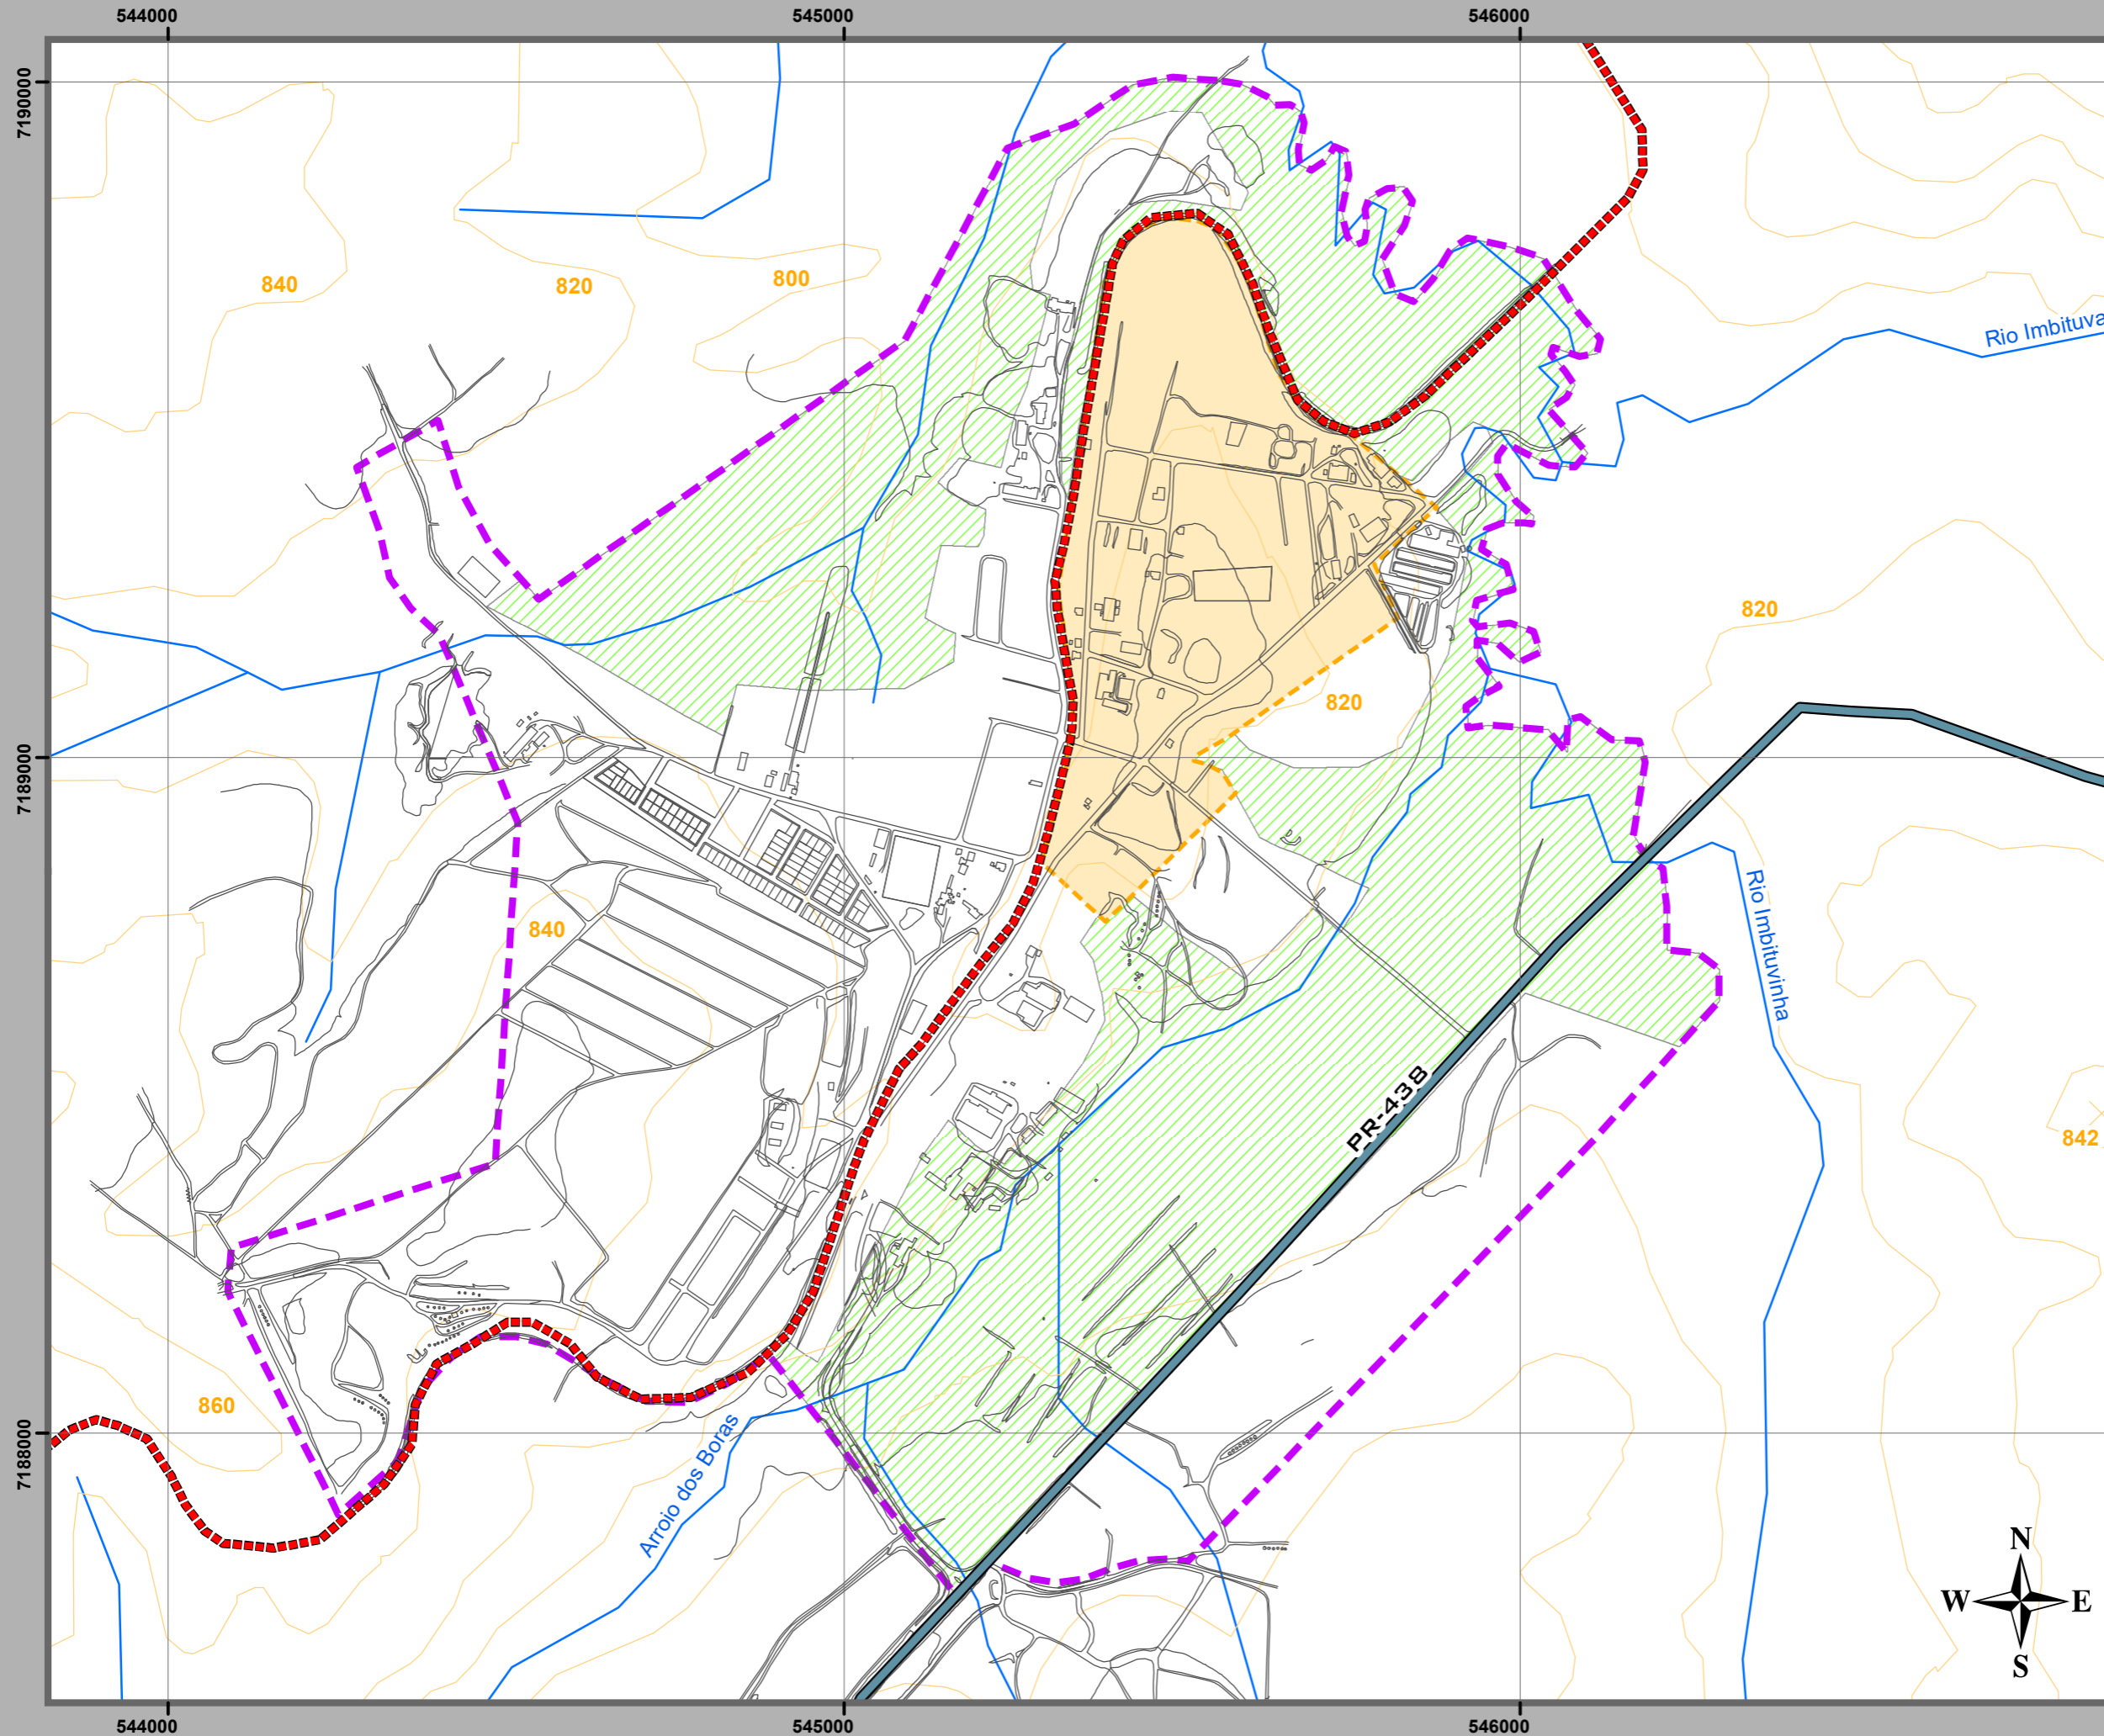 544000
545000
546000
7190000
840
820
800
Rio Imbituva
820
820
7189000
Rio Imbituvinha
840
PR-438
842
860
7188000
Arroio dos Boras
N
W
E
S
544000
545000
546000